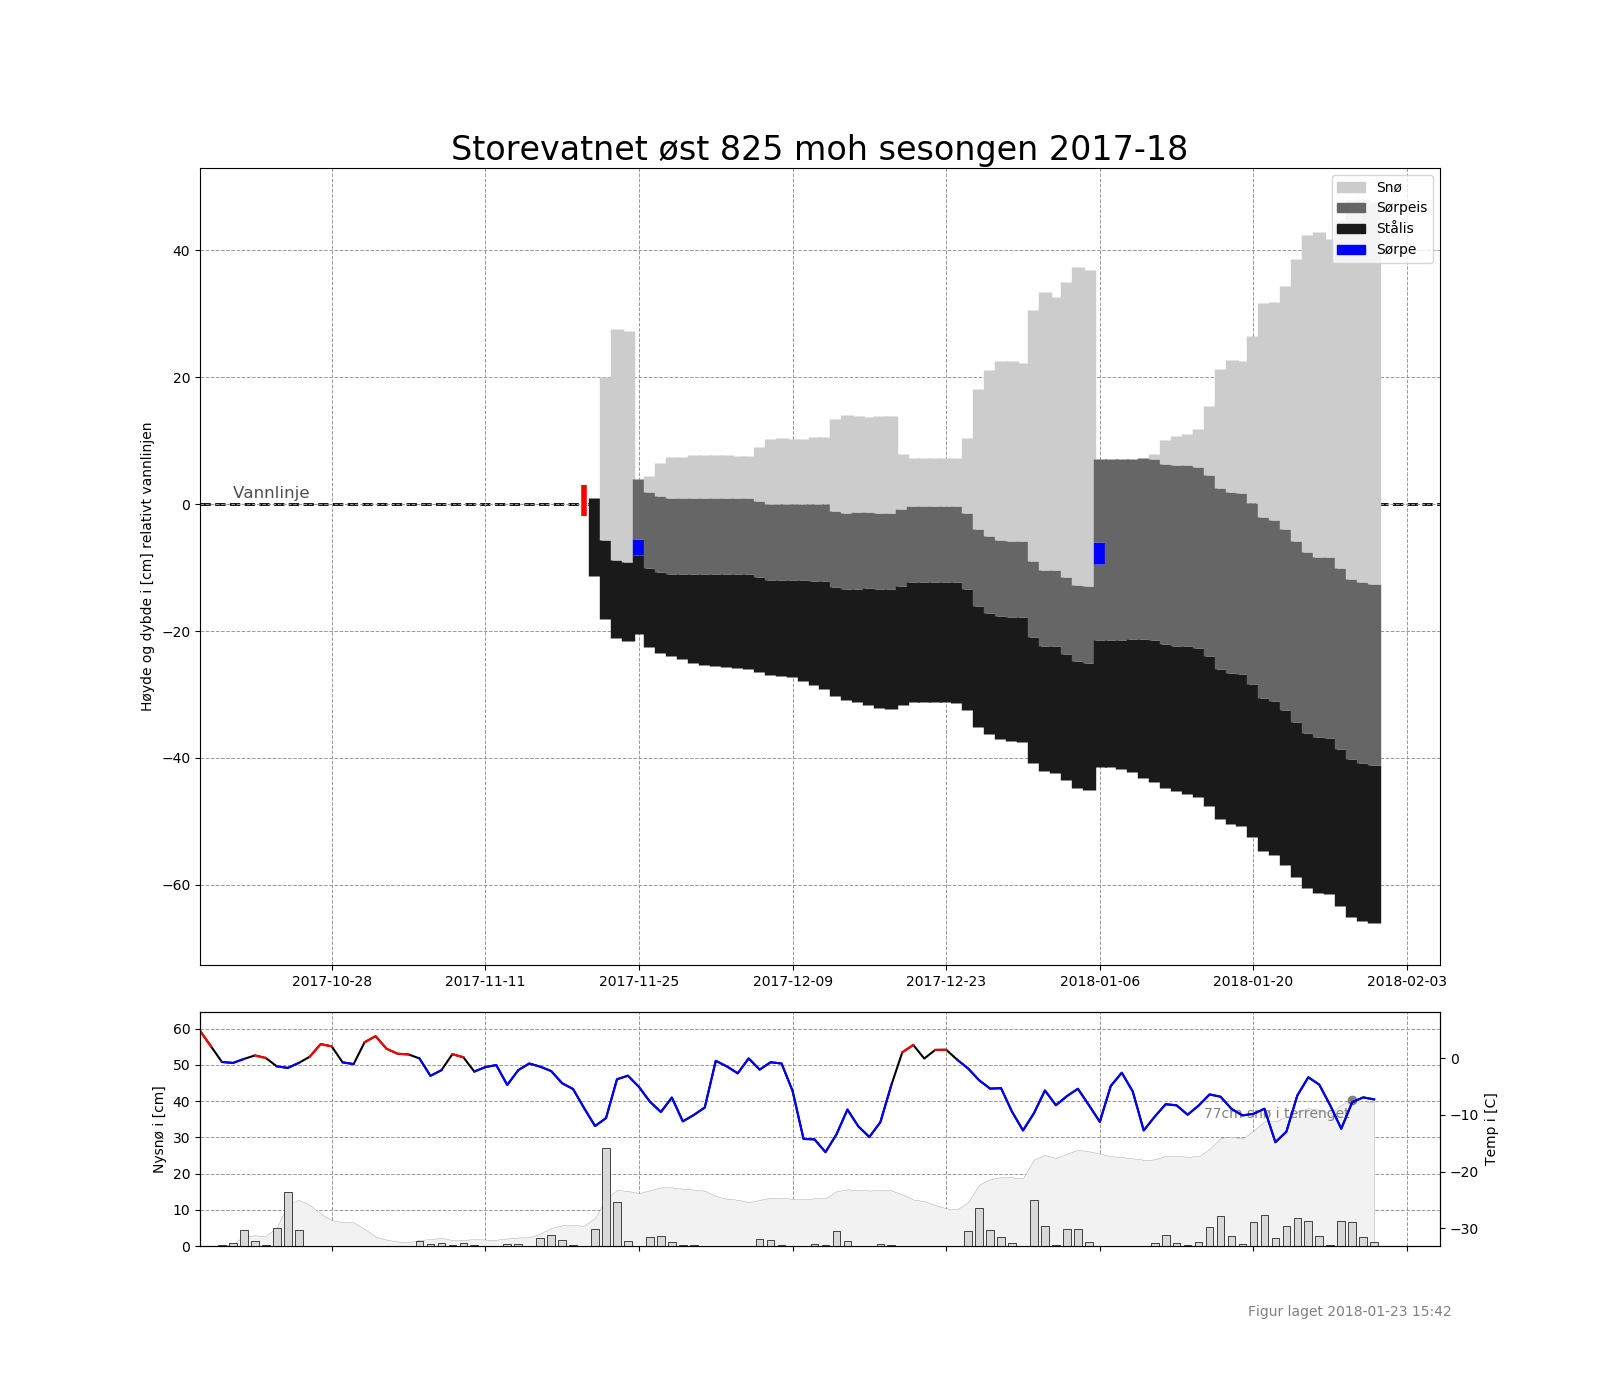 Storevatnet øst 825 moh sesongen 2017-18
Snø
Sørpeis
Stålis
Sørpe
Høyde og dybde i [cm] relativt vannlinjen
40
20
0
−20
−40
−60
Vannlinje
2017-10-28 2017-11-11 2017-11-25 2017-12-09 2017-12-23 2018-01-06 2018-01-20 2018-02-03
Nysnø i [cm]
60
50
40
30
20
10
0
77cm snø i terrenget
0
−10
−20
−30
Temp i [C]
Figur laget 2018-01-23 15:42